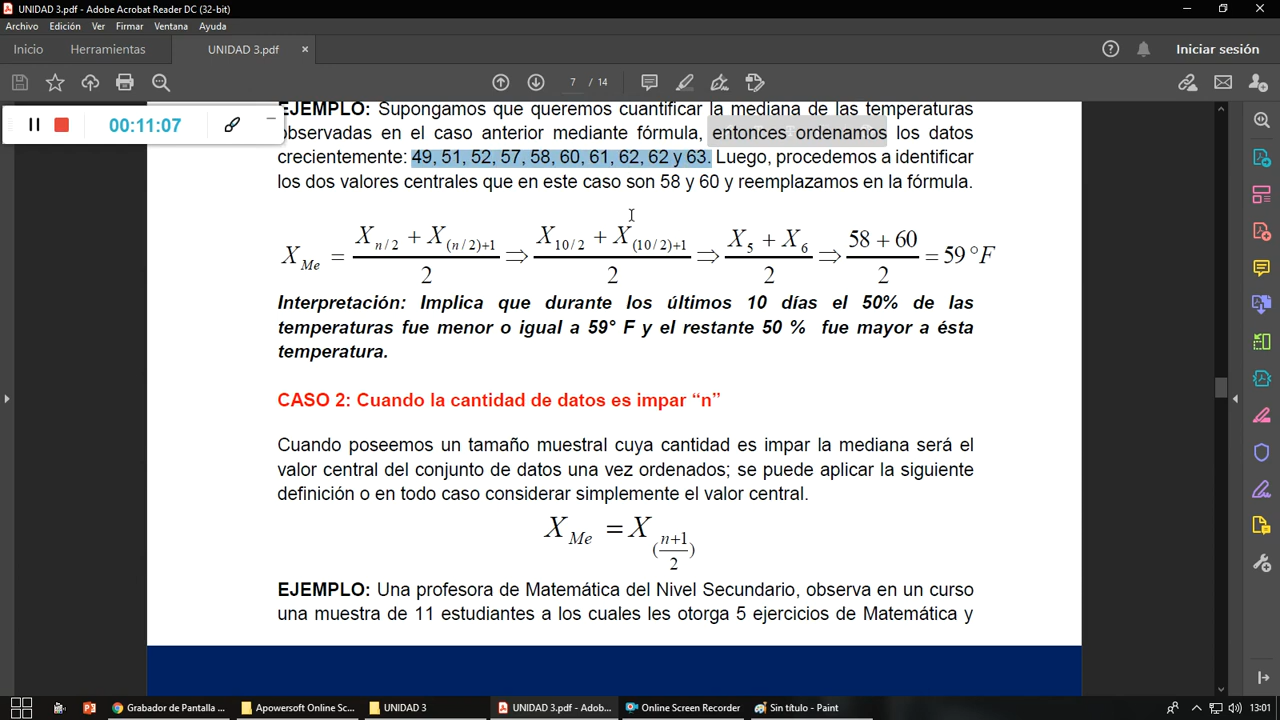 UNIDAD 3.pdf - Adobe Acrobat Reader DC (32-bit)
Archivo Edición Ver Firmar Ventana Ayuda
Inicio Herramientas UNIDAD 3.pdf × Iniciar sesión
7 / 14
00:11:07
EJEMPLO: Supongamos que queremos cuantificar la mediana de las temperaturas
observadas en el caso anterior mediante fórmula, entonces ordenamos los datos
crecientemente: 49, 51, 52, 57, 58, 60, 61, 62, 62 y 63. Luego, procedemos a identificar
los dos valores centrales que en este caso son 58 y 60 y reemplazamos en la fórmula.
X_Me = (X_{n/2} + X_{(n/2)+1})/2 ⇒ (X_{10/2} + X_{(10/2)+1})/2 ⇒ (X_5 + X_6)/2 ⇒ (58 + 60)/2 = 59 °F
Interpretación: Implica que durante los últimos 10 días el 50% de las
temperaturas fue menor o igual a 59° F y el restante 50 % fue mayor a ésta
temperatura.
CASO 2: Cuando la cantidad de datos es impar “n”
Cuando poseemos un tamaño muestral cuya cantidad es impar la mediana será el
valor central del conjunto de datos una vez ordenados; se puede aplicar la siguiente
definición o en todo caso considerar simplemente el valor central.
X_Me = X_{((n+1)/2)}
EJEMPLO: Una profesora de Matemática del Nivel Secundario, observa en un curso
una muestra de 11 estudiantes a los cuales les otorga 5 ejercicios de Matemática y
Grabador de Pantalla ... Apowersoft Online Sc... UNIDAD 3 UNIDAD 3.pdf - Adob... Online Screen Recorder Sin título - Paint 13:01